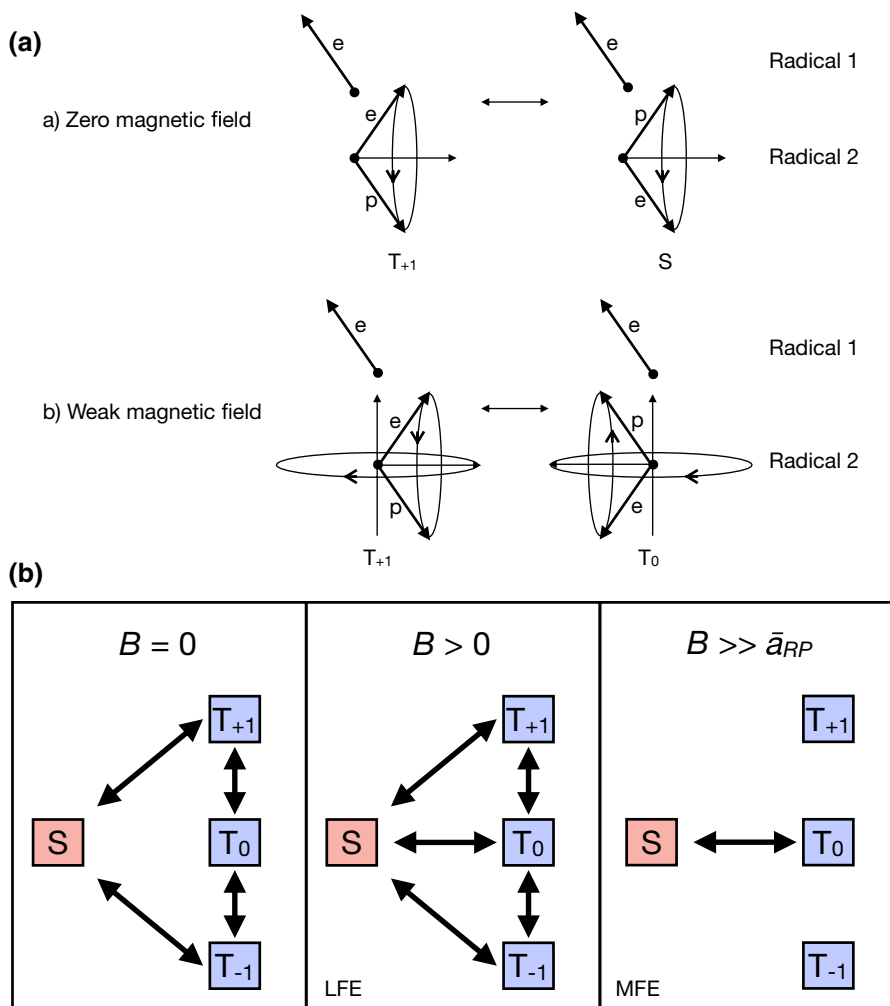 (a)
e
e
Radical 1
a) Zero magnetic field
e
p
Radical 2
p
e
T+1
S
e
e
Radical 1
b) Weak magnetic field
e
p
Radical 2
p
e
T+1
T0
(b)
B = 0
B > 0
B >> āRP
T+1
T+1
T+1
S
T0
S
T0
S
T0
T-1
T-1
T-1
LFE
MFE